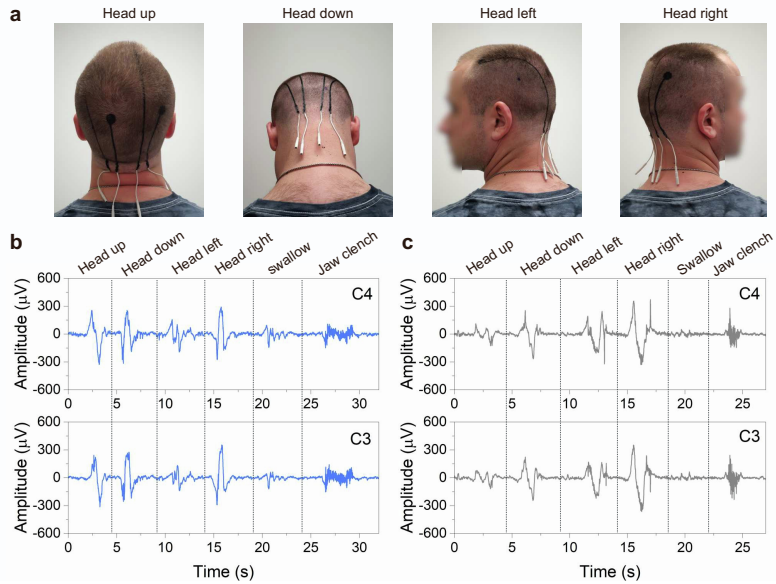 a
Head up
Head down
Head left
Head right
b
Head up
Head down
Head left
Head right
swallow
Jaw clench
Amplitude (μV)
600
300
0
-300
-600
C4
0 5 10 15 20 25 30
Amplitude (μV)
600
300
0
-300
-600
C3
0 5 10 15 20 25 30
Time (s)
c
Head up
Head down
Head left
Head right
Swallow
Jaw clench
Amplitude (μV)
600
300
0
-300
-600
C4
0 5 10 15 20 25
Amplitude (μV)
600
300
0
-300
-600
C3
0 5 10 15 20 25
Time (s)